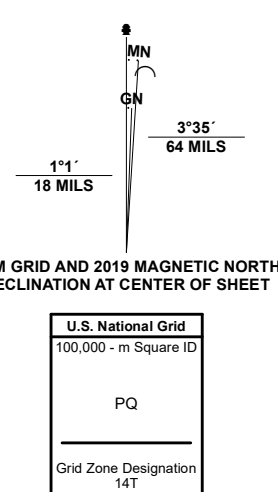 MN
GN
3°35´
64 MILS
1°1´
18 MILS
M GRID AND 2019 MAGNETIC NORTH
ECLINATION AT CENTER OF SHEET
U.S. National Grid
100,000 - m Square ID
PQ
Grid Zone Designation
14T